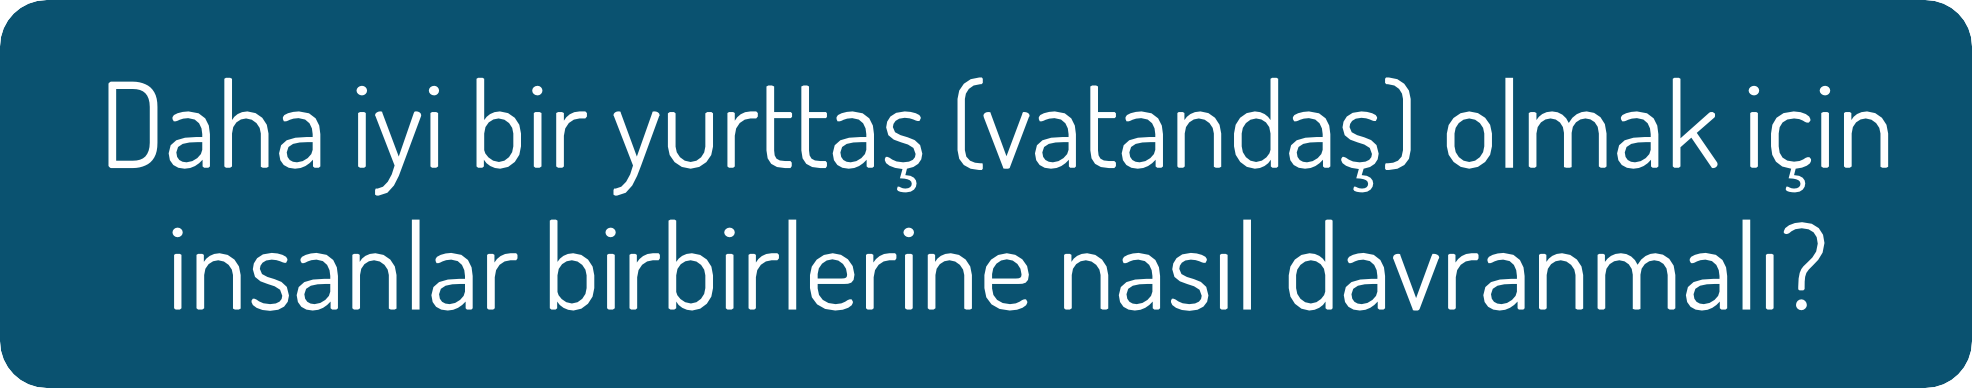 Daha iyi bir yurttaş (vatandaş) olmak için
insanlar birbirlerine nasıl davranmalı?